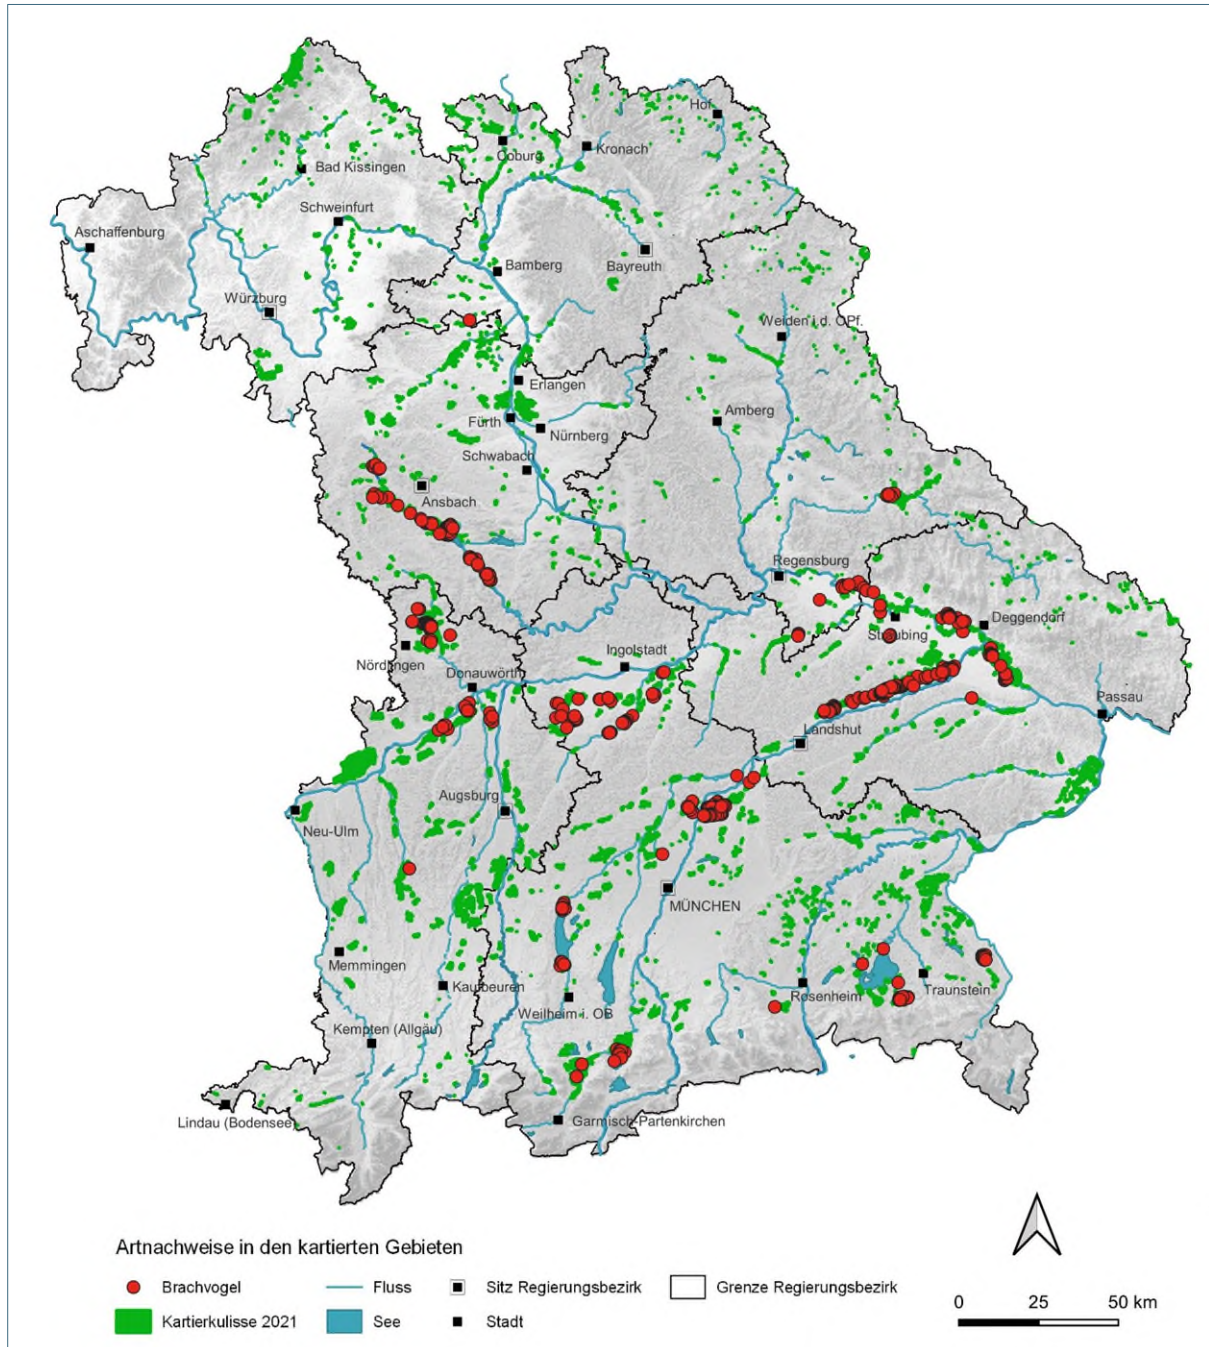 Hof
Coburg
Kronach
Bad Kissingen
Schweinfurt
Aschaffenburg
Bamberg
Bayreuth
Würzburg
Weiden i.d. OPf.
Erlangen
Amberg
Fürth
Nürnberg
Schwabach
Ansbach
Regensburg
Deggendorf
Straubing
Nördlingen
Ingolstadt
Donauwörth
Passau
Landshut
Augsburg
Neu-Ulm
MÜNCHEN
Memmingen
Kaufbeuren
Rosenheim
Traunstein
Weilheim i. OB
Kempten (Allgäu)
Lindau (Bodensee)
Garmisch-Partenkirchen
Artnachweise in den kartierten Gebieten
Brachvogel Fluss Sitz Regierungsbezirk Grenze Regierungsbezirk
Kartierkulisse 2021 See Stadt
0 25 50 km